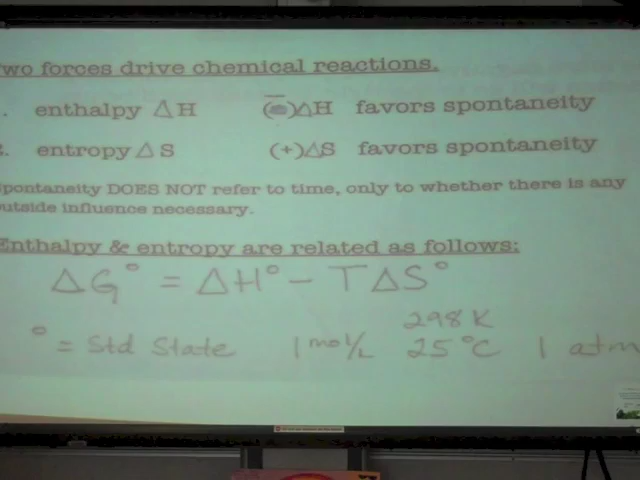 wo forces drive chemical reactions.
. enthalpy ΔH (−)ΔH favors spontaneity
2. entropy ΔS (+)ΔS favors spontaneity
Spontaneity DOES NOT refer to time, only to whether there is any
outside influence necessary.
Enthalpy & entropy are related as follows:
ΔG° = ΔH° − TΔS°
298 K
° = Std State 1 mol/L 25°C 1 atm